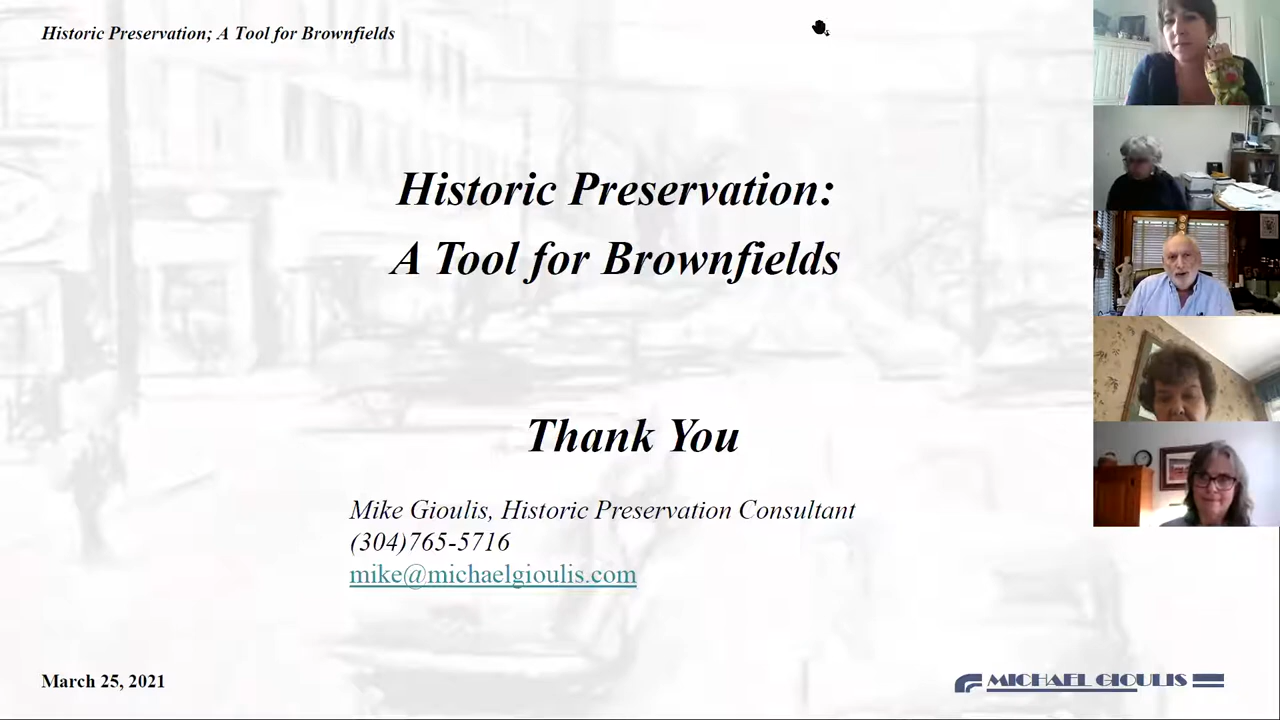 Historic Preservation; A Tool for Brownfields
Historic Preservation:
A Tool for Brownfields
Thank You
Mike Gioulis, Historic Preservation Consultant
(304)765-5716
mike@michaelgioulis.com
March 25, 2021
MICHAEL GIOULIS